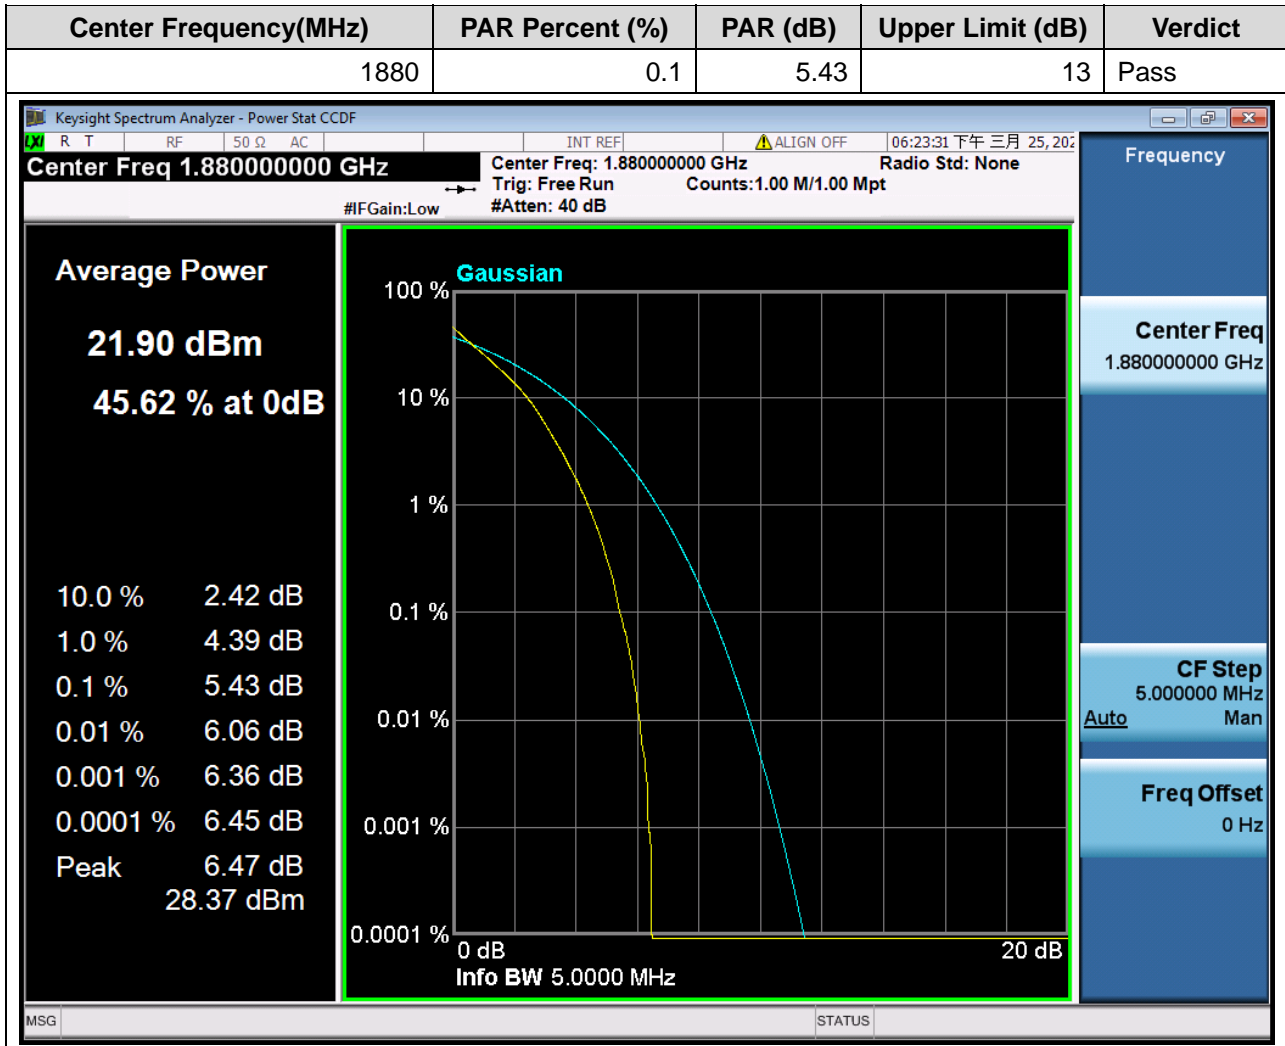 Center Frequency(MHz) PAR Percent (%) PAR (dB) Upper Limit (dB) Verdict
1880 0.1 5.43 13 Pass
Keysight Spectrum Analyzer - Power Stat CCDF
LXI R T RF 50 Ω AC INT REF ALIGN OFF 06:23:31 下午 三月 25, 202
Center Freq 1.880000000 GHz
Center Freq: 1.880000000 GHz Radio Std: None
Trig: Free Run Counts:1.00 M/1.00 Mpt
#IFGain:Low #Atten: 40 dB
Average Power
21.90 dBm
45.62 % at 0dB
10.0 % 2.42 dB
1.0 % 4.39 dB
0.1 % 5.43 dB
0.01 % 6.06 dB
0.001 % 6.36 dB
0.0001 % 6.45 dB
Peak 6.47 dB
28.37 dBm
Gaussian
100 %
10 %
1 %
0.1 %
0.01 %
0.001 %
0.0001 %
0 dB 20 dB
Info BW 5.0000 MHz
Frequency
Center Freq
1.880000000 GHz
CF Step
5.000000 MHz
Auto Man
Freq Offset
0 Hz
MSG STATUS